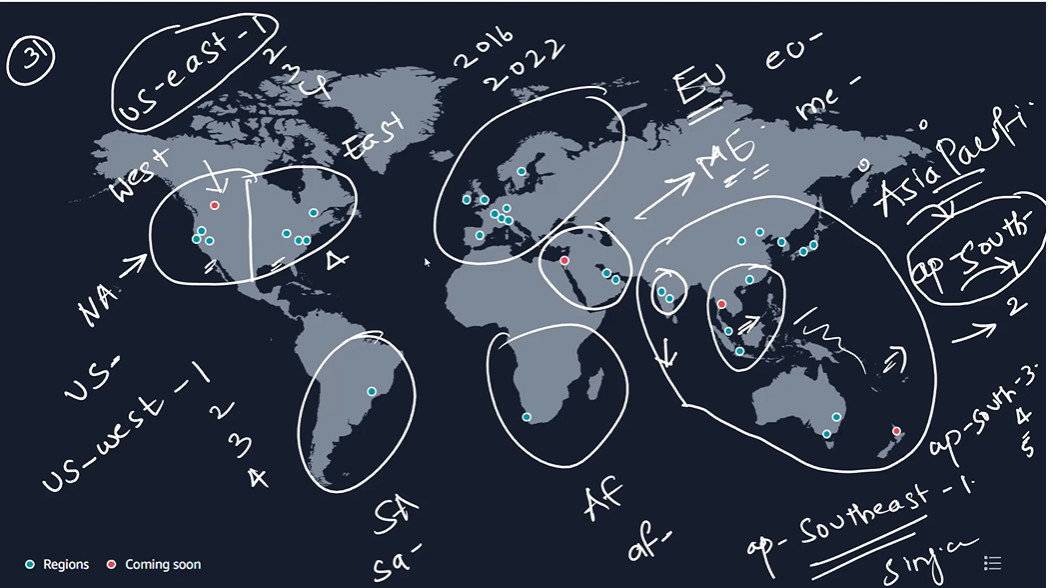 31
us-east-1
2
3
4
2016
2022
EU
eu-
ME
me-
West
East
Asia Pacific
ap-south-1
2
NA
4
US-
us-west-1
2
3
4
ap-south-3
4
5
SA
sa-
AF
af-
ap-southeast-1
Regions
Coming soon